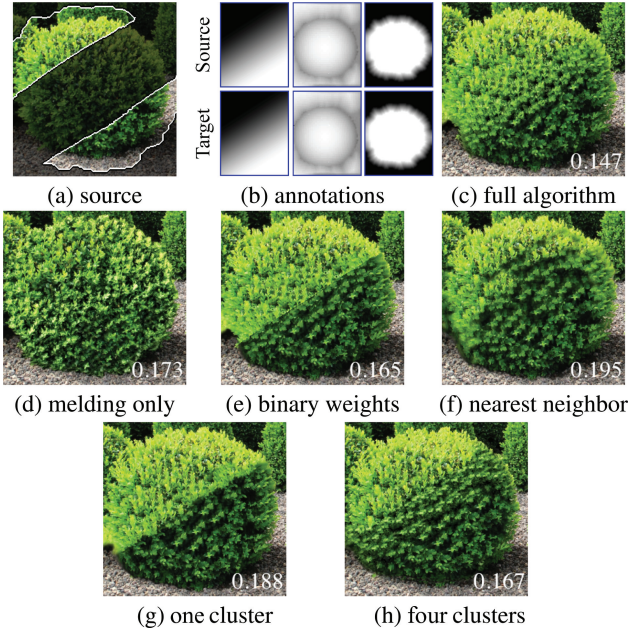 Source
Target
0.147
(a) source
(b) annotations
(c) full algorithm
0.173
0.165
0.195
(d) melding only
(e) binary weights
(f) nearest neighbor
0.188
0.167
(g) one cluster
(h) four clusters